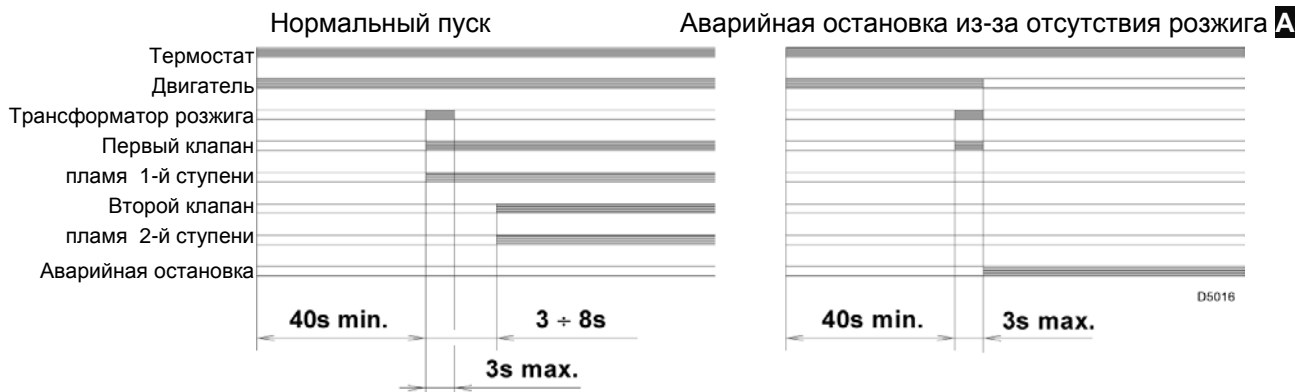 Нормальный пуск
Аварийная остановка из-за отсутствия розжига A
Термостат
Двигатель
Трансформатор розжига
Первый клапан
пламя 1-й ступени
Второй клапан
пламя 2-й ступени
Аварийная остановка
D5016
40s min.
3 ÷ 8s
40s min.
3s max.
3s max.